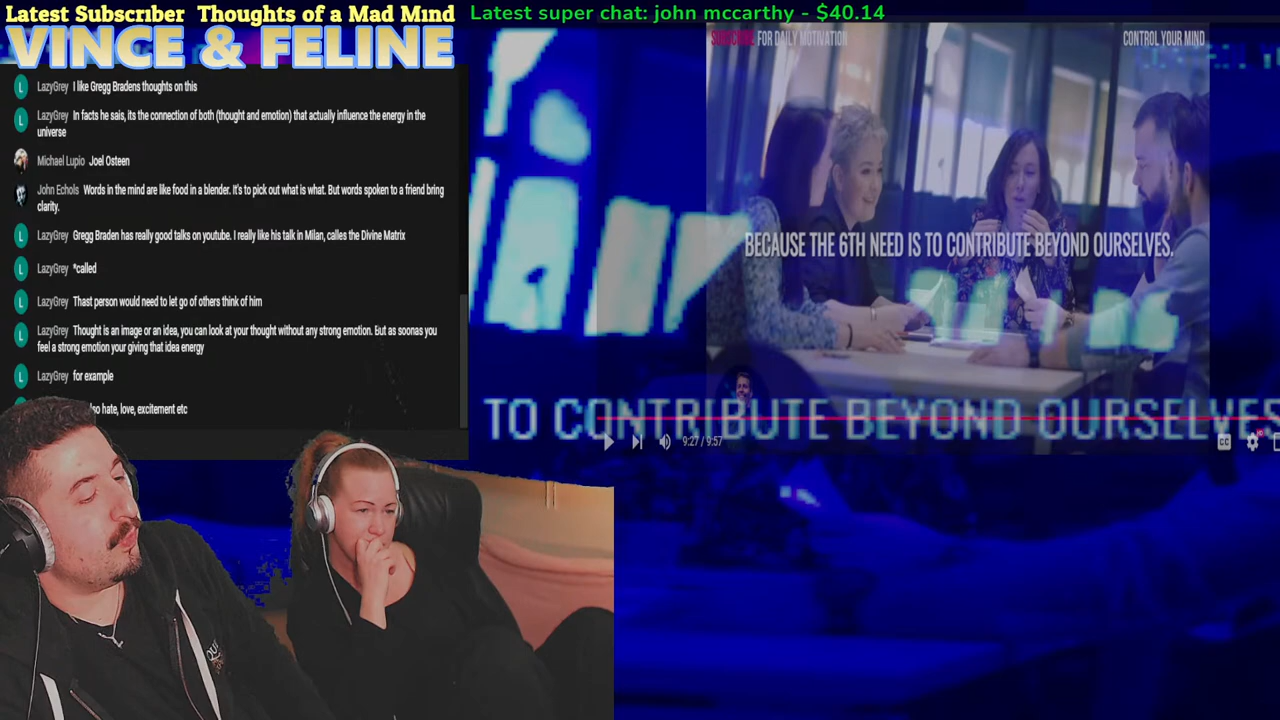 Latest Subscriber Thoughts of a Mad Mind
Latest super chat: john mccarthy - $40.14
VINCE & FELINE
LazyGrey I like Gregg Bradens thoughts on this
LazyGrey In facts he sais, its the connection of both (thought and emotion) that actually influence the energy in the
universe
Michael Lupio Joel Osteen
John Echols Words in the mind are like food in a blender. It's to pick out what is what. But words spoken to a friend bring
clarity.
LazyGrey Gregg Braden has really good talks on youtube. I really like his talk in Milan, calles the Divine Matrix
LazyGrey *called
LazyGrey Thast person would need to let go of others think of him
LazyGrey Thought is an image or an idea, you can look at your thought without any strong emotion. But as soonas you
feel a strong emotion your giving that idea energy
LazyGrey for example
so hate, love, excitement etc
SUBSCRIBE FOR DAILY MOTIVATION
CONTROL YOUR MIND
BECAUSE THE 6TH NEED IS TO CONTRIBUTE BEYOND OURSELVES.
TO CONTRIBUTE BEYOND OURSELVES
9:27 / 9:57
CC
HD